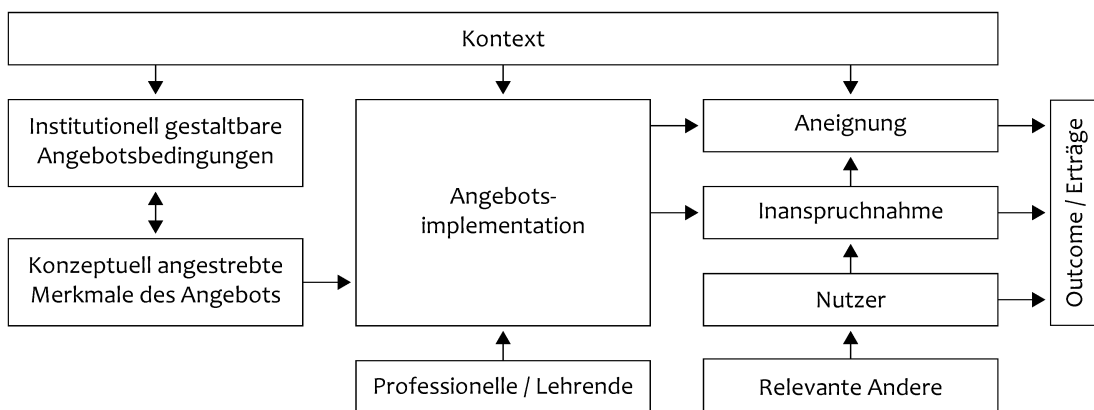 Kontext
Institutionell gestaltbare
Angebotsbedingungen
Konzeptuell angestrebte
Merkmale des Angebots
Angebots-
implementation
Professionelle / Lehrende
Aneignung
Inanspruchnahme
Nutzer
Relevante Andere
Outcome / Erträge